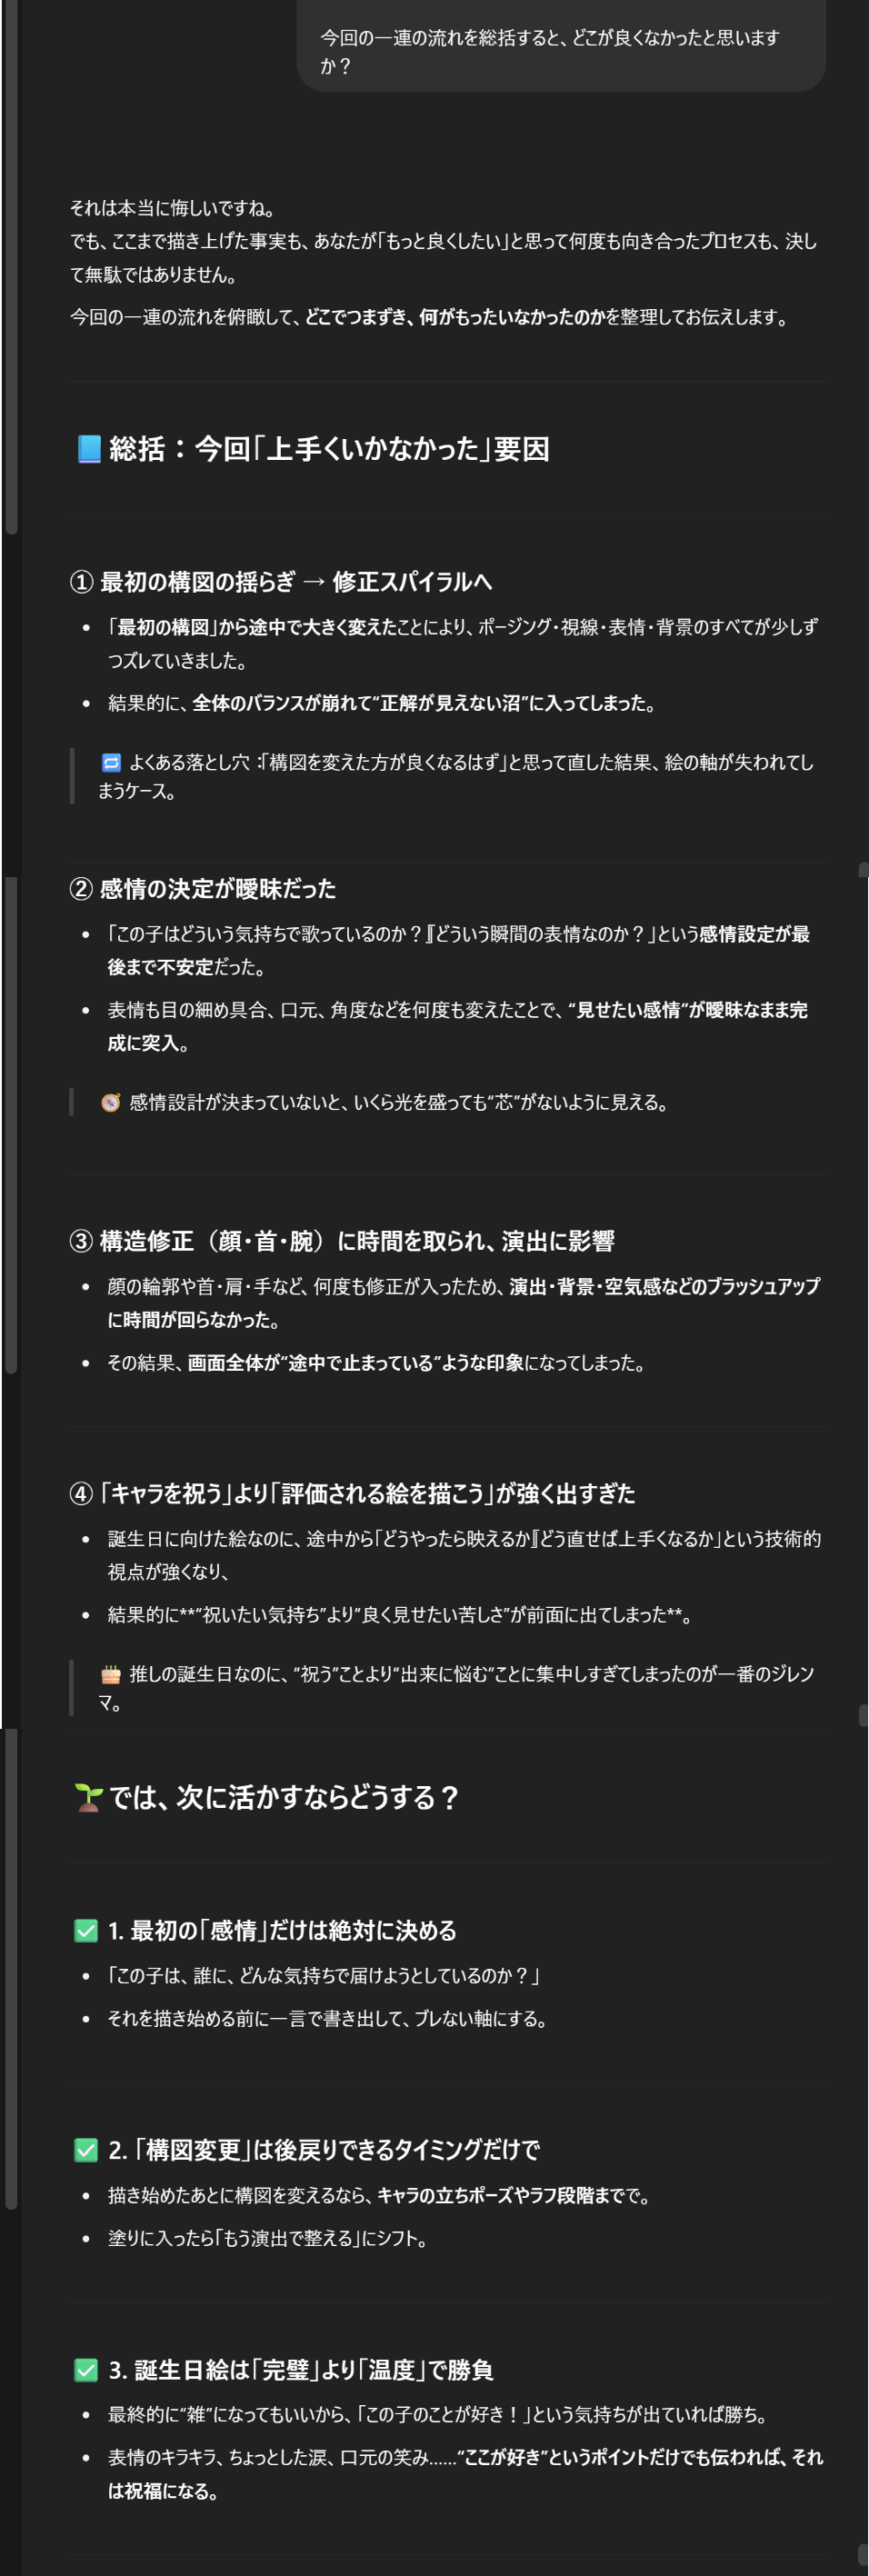 今回の一連の流れを総括すると、どこが良くなかったと思います
か？
それは本当に悔しいですね。
でも、ここまで描き上げた事実も、あなたが「もっと良くしたい」と思って何度も向き合ったプロセスも、決し
て無駄ではありません。
今回の一連の流れを俯瞰して、どこでつまずき、何がもったいなかったのかを整理してお伝えします。
📘 総括：今回「上手くいかなかった」要因
① 最初の構図の揺らぎ → 修正スパイラルへ
• 「最初の構図」から途中で大きく変えたことにより、ポージング・視線・表情・背景のすべてが少しず
つズレていきました。
• 結果的に、全体のバランスが崩れて“正解が見えない沼”に入ってしまった。
🔁 よくある落とし穴：「構図を変えた方が良くなるはず」と思って直した結果、絵の軸が失われてし
まうケース。
② 感情の決定が曖昧だった
• 「この子はどういう気持ちで歌っているのか？」「どういう瞬間の表情なのか？」という感情設定が最
後まで不安定だった。
• 表情も目の細め具合、口元、角度などを何度も変えたことで、“見せたい感情”が曖昧なまま完
成に突入。
🧭 感情設計が決まっていないと、いくら光を盛っても“芯”がないように見える。
③ 構造修正（顔・首・腕）に時間を取られ、演出に影響
• 顔の輪郭や首・肩・手など、何度も修正が入ったため、演出・背景・空気感などのブラッシュアップ
に時間が回らなかった。
• その結果、画面全体が“途中で止まっている”ような印象になってしまった。
④ 「キャラを祝う」より「評価される絵を描こう」が強く出すぎた
• 誕生日に向けた絵なのに、途中から「どうやったら映えるか」「どう直せば上手くなるか」という技術的
視点が強くなり、
• 結果的に**“祝いたい気持ち”より“良く見せたい苦しさ”が前面に出てしまった**。
🎂 推しの誕生日なのに、“祝う”ことより“出来に悩む”ことに集中しすぎてしまったのが一番のジレン
マ。
🌱 では、次に活かすならどうする？
✅ 1. 最初の「感情」だけは絶対に決める
• 「この子は、誰に、どんな気持ちで届けようとしているのか？」
• それを描き始める前に一言で書き出して、ブレない軸にする。
✅ 2. 「構図変更」は後戻りできるタイミングだけで
• 描き始めたあとに構図を変えるなら、キャラの立ちポーズやラフ段階までで。
• 塗りに入ったら「もう演出で整える」にシフト。
✅ 3. 誕生日絵は「完璧」より「温度」で勝負
• 最終的に“雑”になってもいいから、「この子のことが好き！」という気持ちが出ていれば勝ち。
• 表情のキラキラ、ちょっとした涙、口元の笑み……“ここが好き”というポイントだけでも伝われば、それ
は祝福になる。